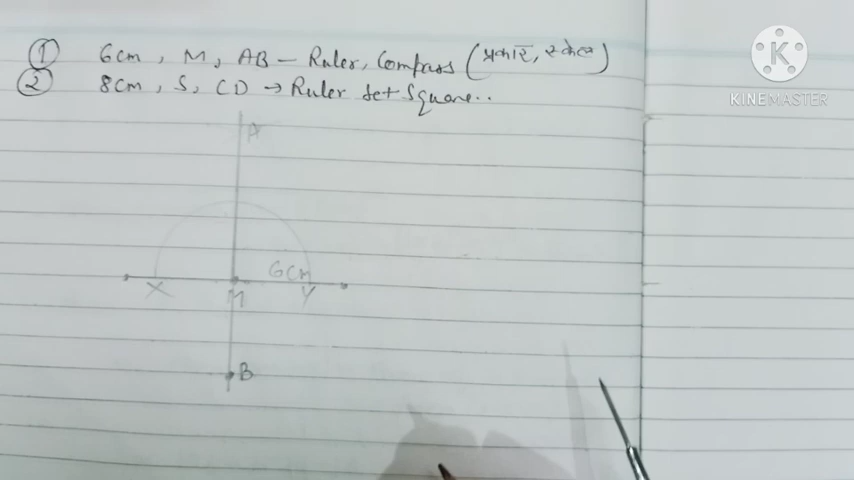 ① 6cm, M, AB - Ruler, Compass (प्रकार, स्केल)
② 8cm, S, CD → Ruler Set Square..
KINEMASTER
A
6cm
X M Y
B